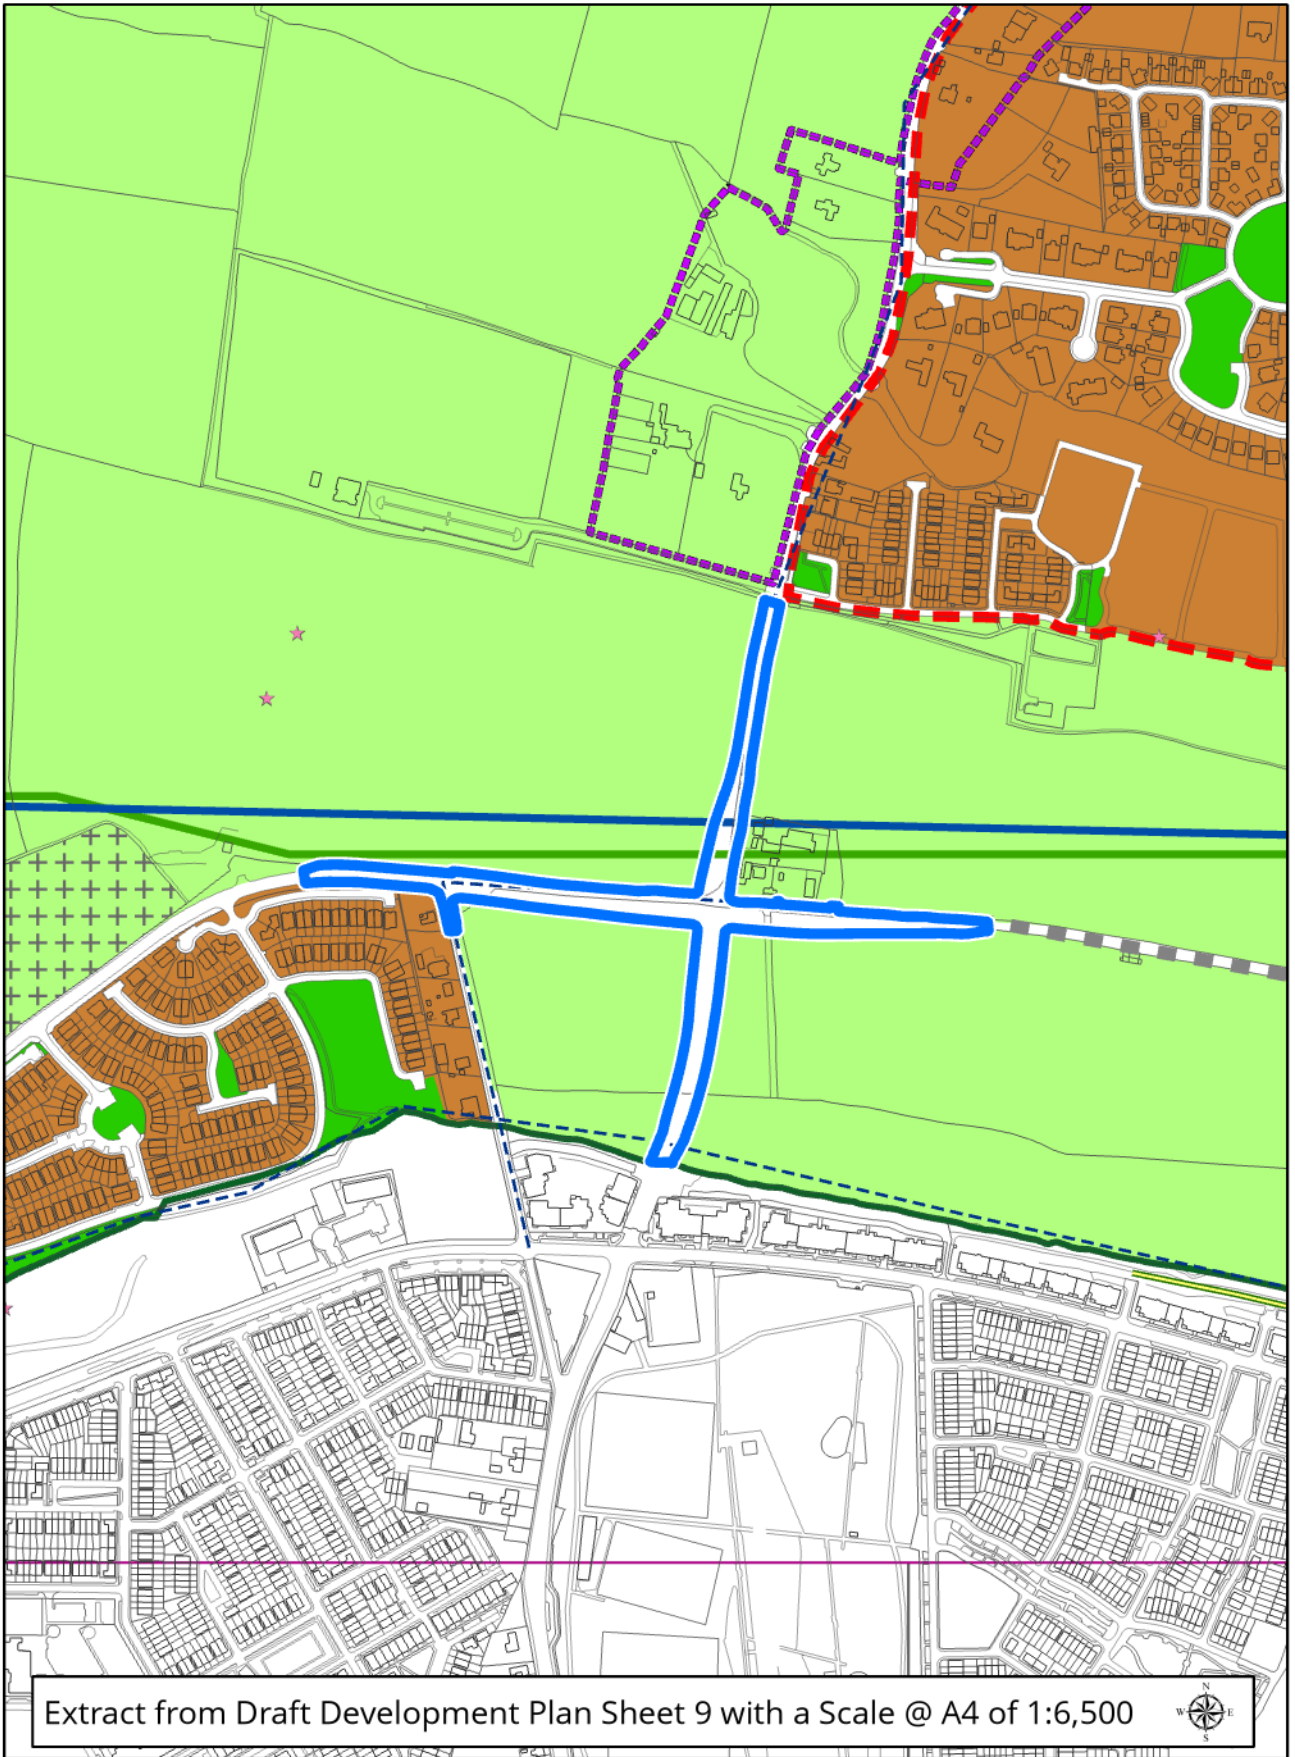 Extract from Draft Development Plan Sheet 9 with a Scale @ A4 of 1:6,500
N
W E
S